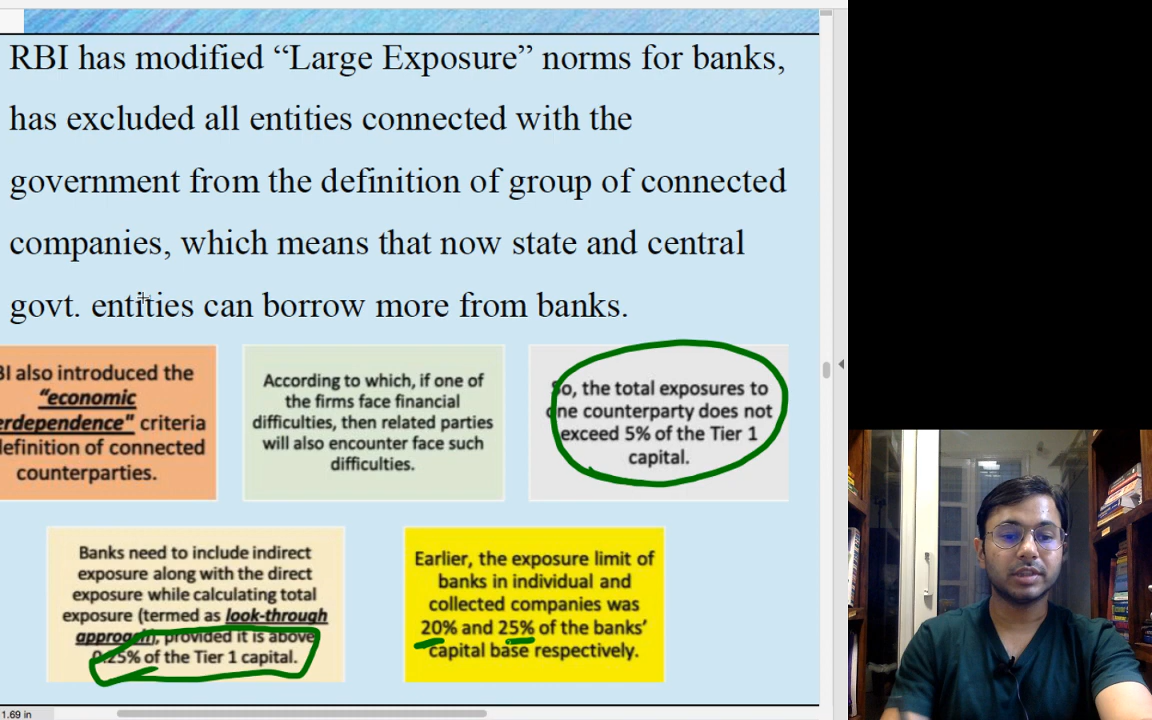 RBI has modified “Large Exposure” norms for banks,
has excluded all entities connected with the
government from the definition of group of connected
companies, which means that now state and central
govt. entities can borrow more from banks.
BI also introduced the
“economic
erdependence" criteria
definition of connected
counterparties.
According to which, if one of
the firms face financial
difficulties, then related parties
will also encounter face such
difficulties.
So, the total exposures to
one counterparty does not
exceed 5% of the Tier 1
capital.
Banks need to include indirect
exposure along with the direct
exposure while calculating total
exposure (termed as look-through
approach), provided it is above
0.25% of the Tier 1 capital.
Earlier, the exposure limit of
banks in individual and
collected companies was
20% and 25% of the banks’
capital base respectively.
1.69 in